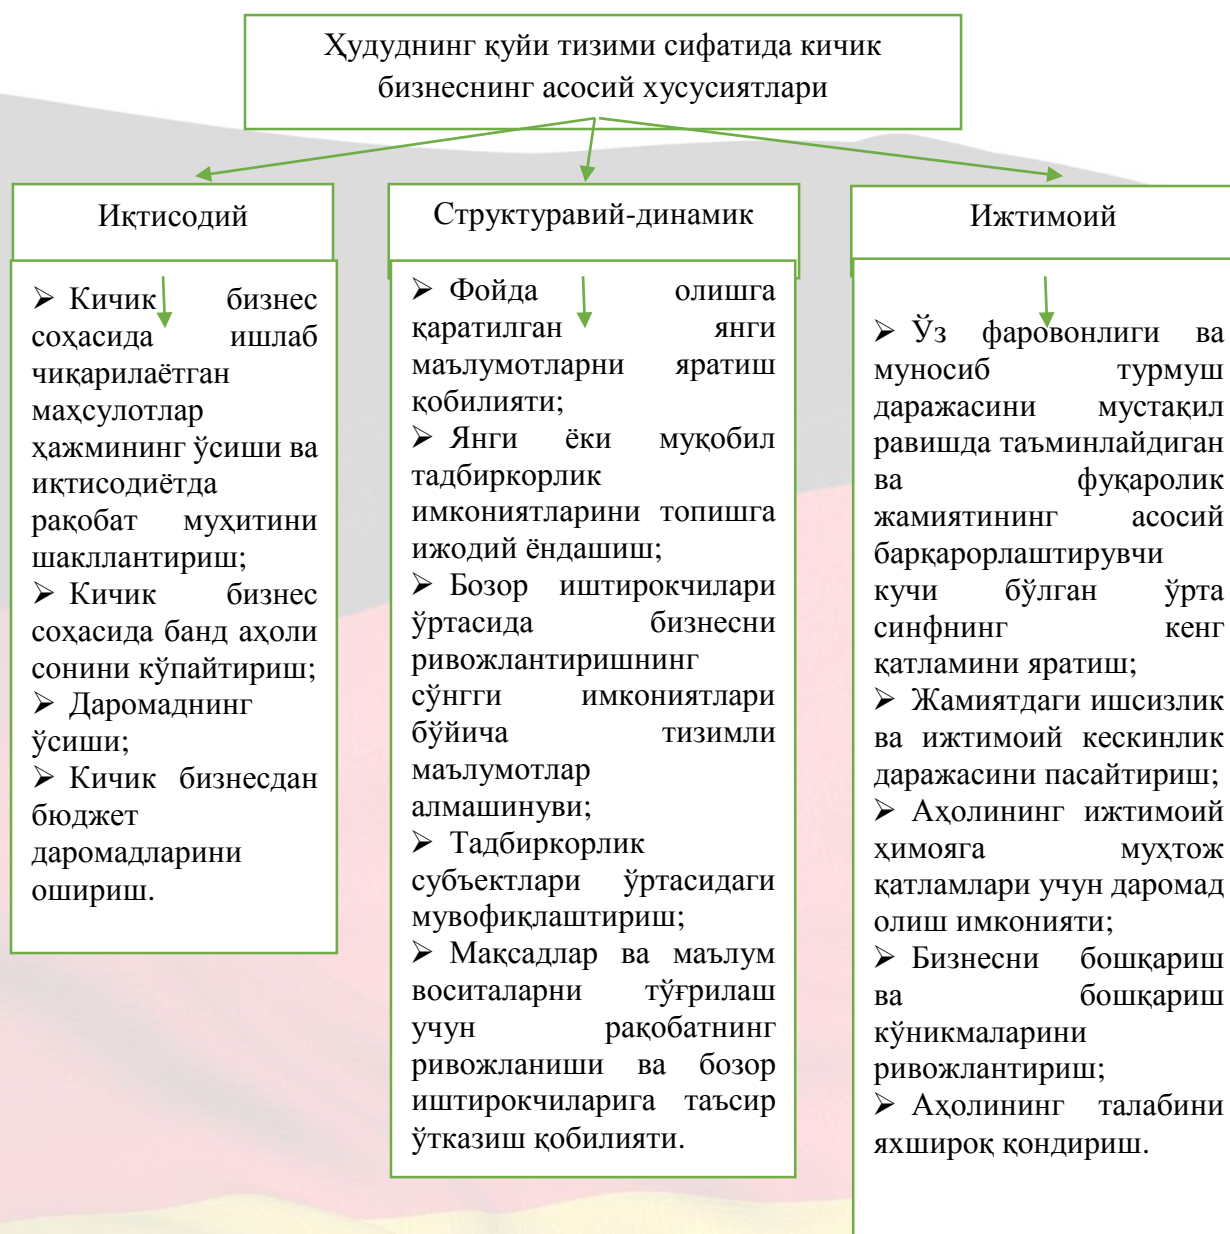 Ҳудуднинг қуйи тизими сифатида кичик
бизнеснинг асосий хусусиятлари
Иқтисодий
➢ Кичик бизнес
соҳасида ишлаб
чиқарилаётган
маҳсулотлар
ҳажмининг ўсиши ва
иқтисодиётда
рақобат муҳитини
шакллантириш;
➢ Кичик бизнес
соҳасида банд аҳоли
сонини кўпайтириш;
➢ Даромаднинг
ўсиши;
➢ Кичик бизнесдан
бюджет
даромадларини
ошириш.
Структуравий-динамик
➢ Фойда олишга
қаратилган янги
маълумотларни яратиш
қобилияти;
➢ Янги ёки муқобил
тадбиркорлик
имкониятларини топишга
ижодий ёндашиш;
➢ Бозор иштирокчилари
ўртасида бизнесни
ривожлантиришнинг
сўнгги имкониятлари
бўйича тизимли
маълумотлар
алмашинуви;
➢ Тадбиркорлик
субъектлари ўртасидаги
мувофиқлаштириш;
➢ Мақсадлар ва маълум
воситаларни тўғрилаш
учун рақобатнинг
ривожланиши ва бозор
иштирокчиларига таъсир
ўтказиш қобилияти.
Ижтимоий
➢ Ўз фаровонлиги ва
муносиб турмуш
даражасини мустақил
равишда таъминлайдиган
ва фуқаролик
жамиятининг асосий
барқарорлаштирувчи
кучи бўлган ўрта
синфнинг кенг
қатламини яратиш;
➢ Жамиятдаги ишсизлик
ва ижтимоий кескинлик
даражасини пасайтириш;
➢ Аҳолининг ижтимоий
ҳимояга муҳтож
қатламлари учун даромад
олиш имконияти;
➢ Бизнесни бошқариш
ва бошқариш
кўникмаларини
ривожлантириш;
➢ Аҳолининг талабини
яхшироқ қондириш.